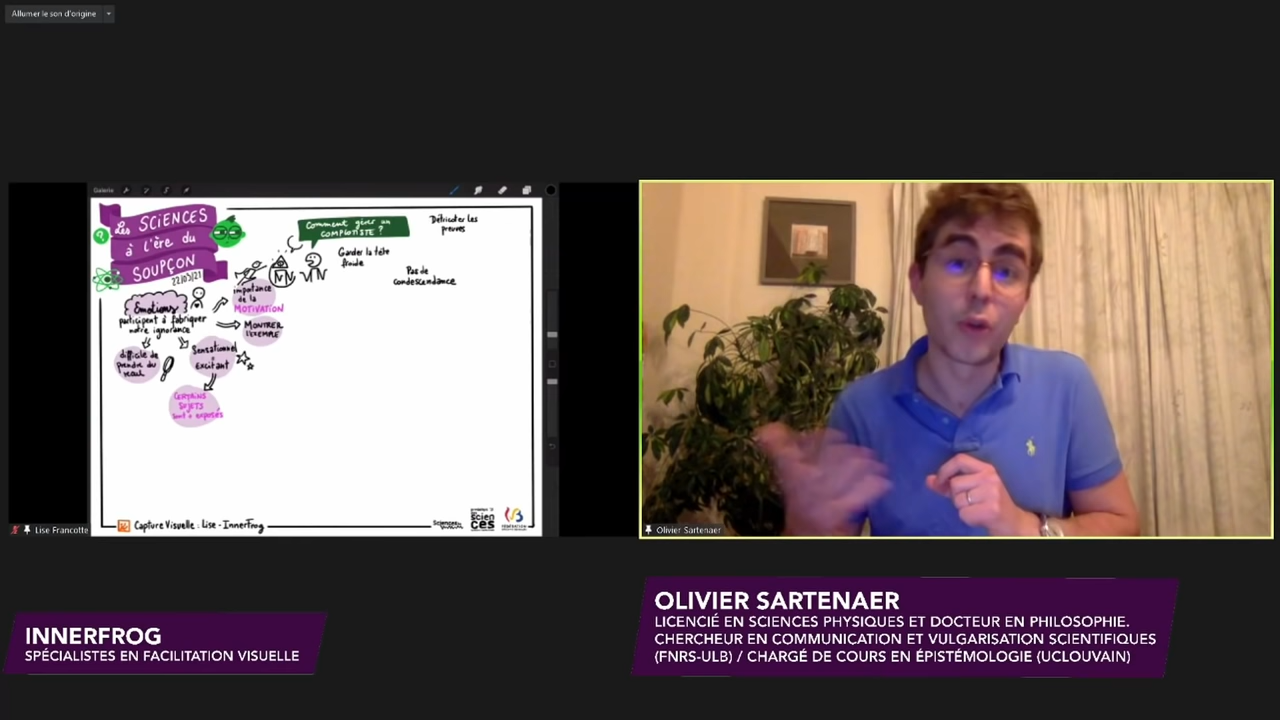 Allumer le son d'origine
Galerie
Les SCIENCES
à l'ère du
SOUPÇON
22/03/21
?
Comment gérer un
COMPLOTISTE ?
Détricoter les
preuves
Garder la tête
froide
Pas de
condescendance
Émotions
participent à fabriquer
notre ignorance
importance
de la
MOTIVATION
MONTRER
L'EXEMPLE
difficile de
prendre du
recul
Sensationnel
Excitant
CERTAINS
SUJETS
sont + exposés
Capture Visuelle : Lise - InnerFrog
Lise Francotte
Olivier Sartenaer
INNERFROG
SPÉCIALISTES EN FACILITATION VISUELLE
OLIVIER SARTENAER
LICENCIÉ EN SCIENCES PHYSIQUES ET DOCTEUR EN PHILOSOPHIE.
CHERCHEUR EN COMMUNICATION ET VULGARISATION SCIENTIFIQUES
(FNRS-ULB) / CHARGÉ DE COURS EN ÉPISTÉMOLOGIE (UCLOUVAIN)